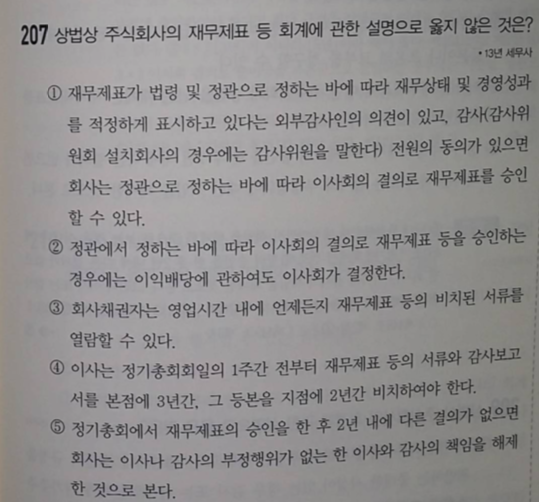 207 상법상 주식회사의 재무제표 등 회계에 관한 설명으로 옳지 않은 것은?
• 13년 세무사
① 재무제표가 법령 및 정관으로 정하는 바에 따라 재무상태 및 경영성과
를 적정하게 표시하고 있다는 외부감사인의 의견이 있고, 감사(감사위
원회 설치회사의 경우에는 감사위원을 말한다) 전원의 동의가 있으면
회사는 정관으로 정하는 바에 따라 이사회의 결의로 재무제표를 승인
할 수 있다.
② 정관에서 정하는 바에 따라 이사회의 결의로 재무제표 등을 승인하는
경우에는 이익배당에 관하여도 이사회가 결정한다.
③ 회사채권자는 영업시간 내에 언제든지 재무제표 등의 비치된 서류를
열람할 수 있다.
④ 이사는 정기총회회일의 1주간 전부터 재무제표 등의 서류와 감사보고
서를 본점에 3년간, 그 등본을 지점에 2년간 비치하여야 한다.
⑤ 정기총회에서 재무제표의 승인을 한 후 2년 내에 다른 결의가 없으면
회사는 이사나 감사의 부정행위가 없는 한 이사와 감사의 책임을 해제
한 것으로 본다.